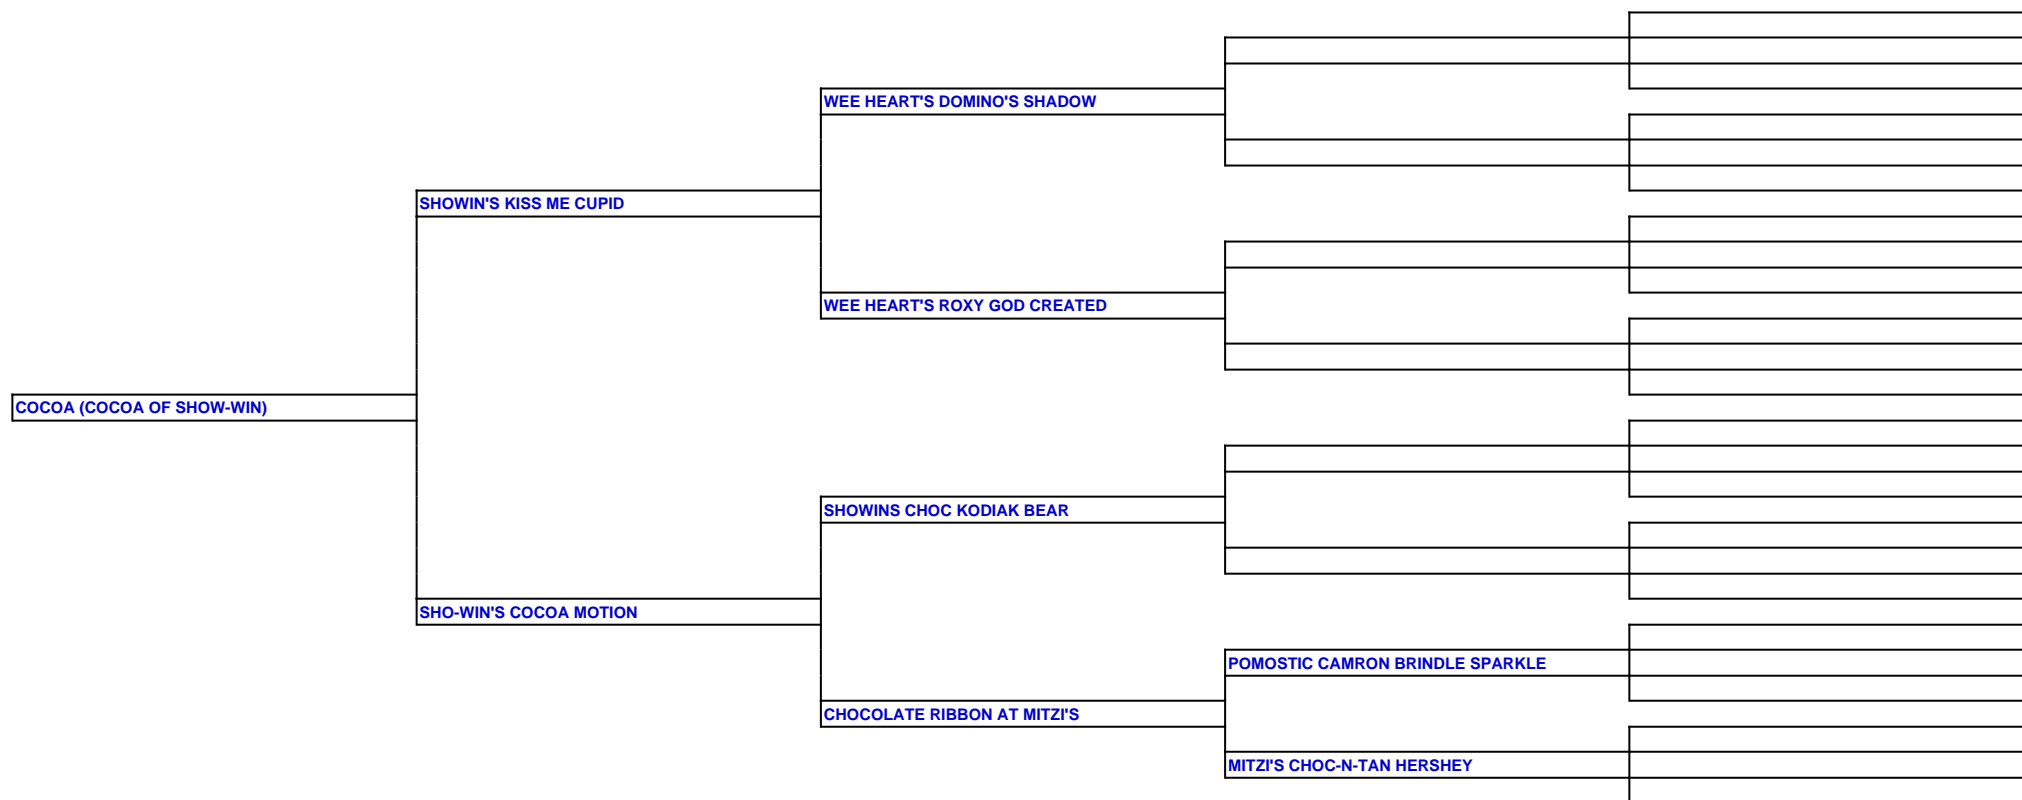 WEE HEART'S DOMINO'S SHADOW
SHOWIN'S KISS ME CUPID
WEE HEART'S ROXY GOD CREATED
COCOA (COCOA OF SHOW-WIN)
SHOWINS CHOC KODIAK BEAR
SHO-WIN'S COCOA MOTION
POMOSTIC CAMRON BRINDLE SPARKLE
CHOCOLATE RIBBON AT MITZI'S
MITZI'S CHOC-N-TAN HERSHEY